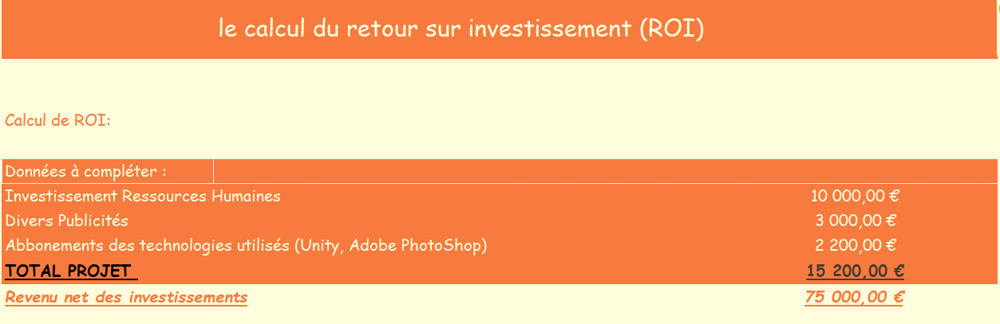 le calcul du retour sur investissement (ROI)
Calcul de ROI:
Données à compléter :
Investissement Ressources Humaines 10 000,00 €
Divers Publicités 3 000,00 €
Abbonements des technologies utilisés (Unity, Adobe PhotoShop) 2 200,00 €
TOTAL PROJET 15 200,00 €
Revenu net des investissements 75 000,00 €